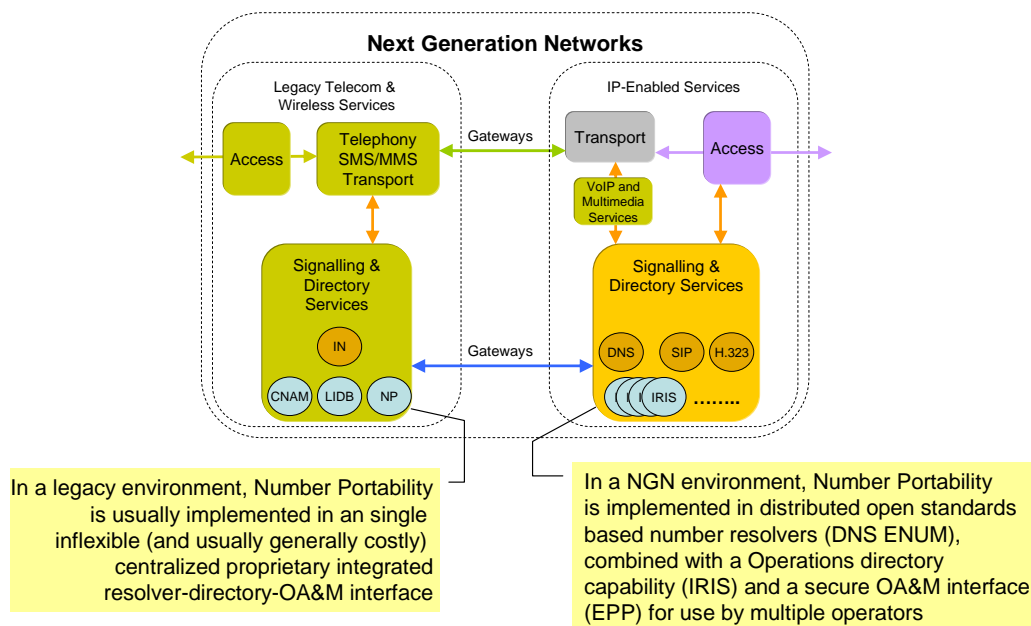 Next Generation Networks
Legacy Telecom &
Wireless Services
IP-Enabled Services
Access
Telephony
SMS/MMS
Transport
Gateways
Transport
Access
VoIP and
Multimedia
Services
Signalling &
Directory
Services
IN
CNAM
LIDB
NP
Gateways
Signalling &
Directory Services
DNS
SIP
H.323
I
I
I
IRIS
……..
In a legacy environment, Number Portability
is usually implemented in an single
inflexible (and usually generally costly)
centralized proprietary integrated
resolver-directory-OA&M interface
In a NGN environment, Number Portability
is implemented in distributed open standards
based number resolvers (DNS ENUM),
combined with a Operations directory
capability (IRIS) and a secure OA&M interface
(EPP) for use by multiple operators